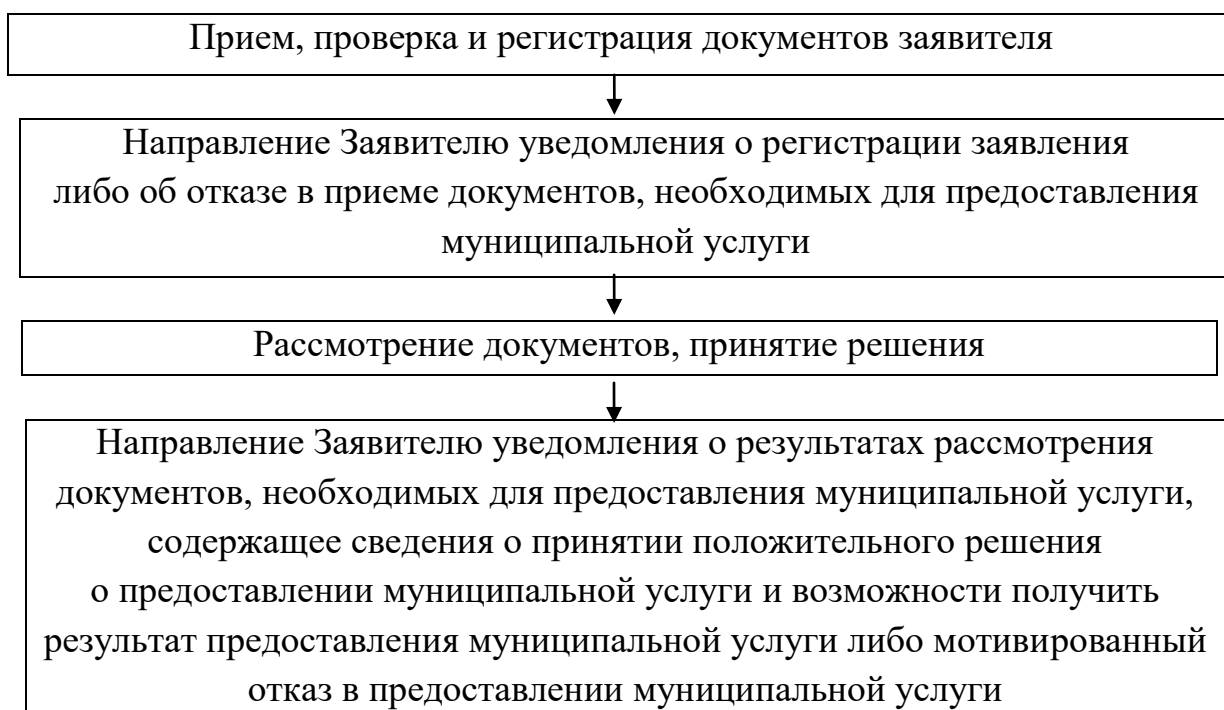 Прием, проверка и регистрация документов заявителя
Направление Заявителю уведомления о регистрации заявления
либо об отказе в приеме документов, необходимых для предоставления
муниципальной услуги
Рассмотрение документов, принятие решения
Направление Заявителю уведомления о результатах рассмотрения
документов, необходимых для предоставления муниципальной услуги,
содержащее сведения о принятии положительного решения
о предоставлении муниципальной услуги и возможности получить
результат предоставления муниципальной услуги либо мотивированный
отказ в предоставлении муниципальной услуги